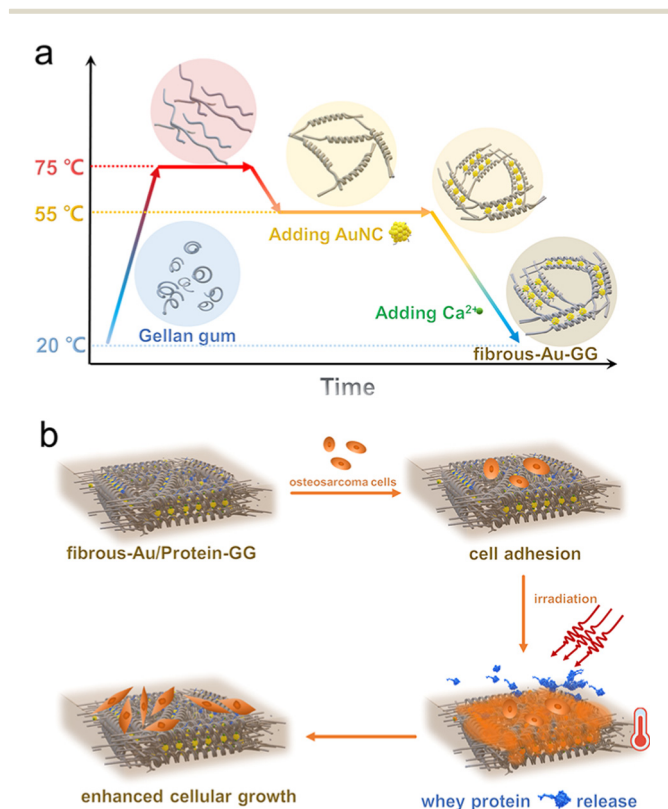 a
75 °C
55 °C
Adding AuNC
Gellan gum
Adding Ca²⁺
20 °C
fibrous-Au-GG
Time
b
osteosarcoma cells
fibrous-Au/Protein-GG
cell adhesion
irradiation
enhanced cellular growth
whey protein release